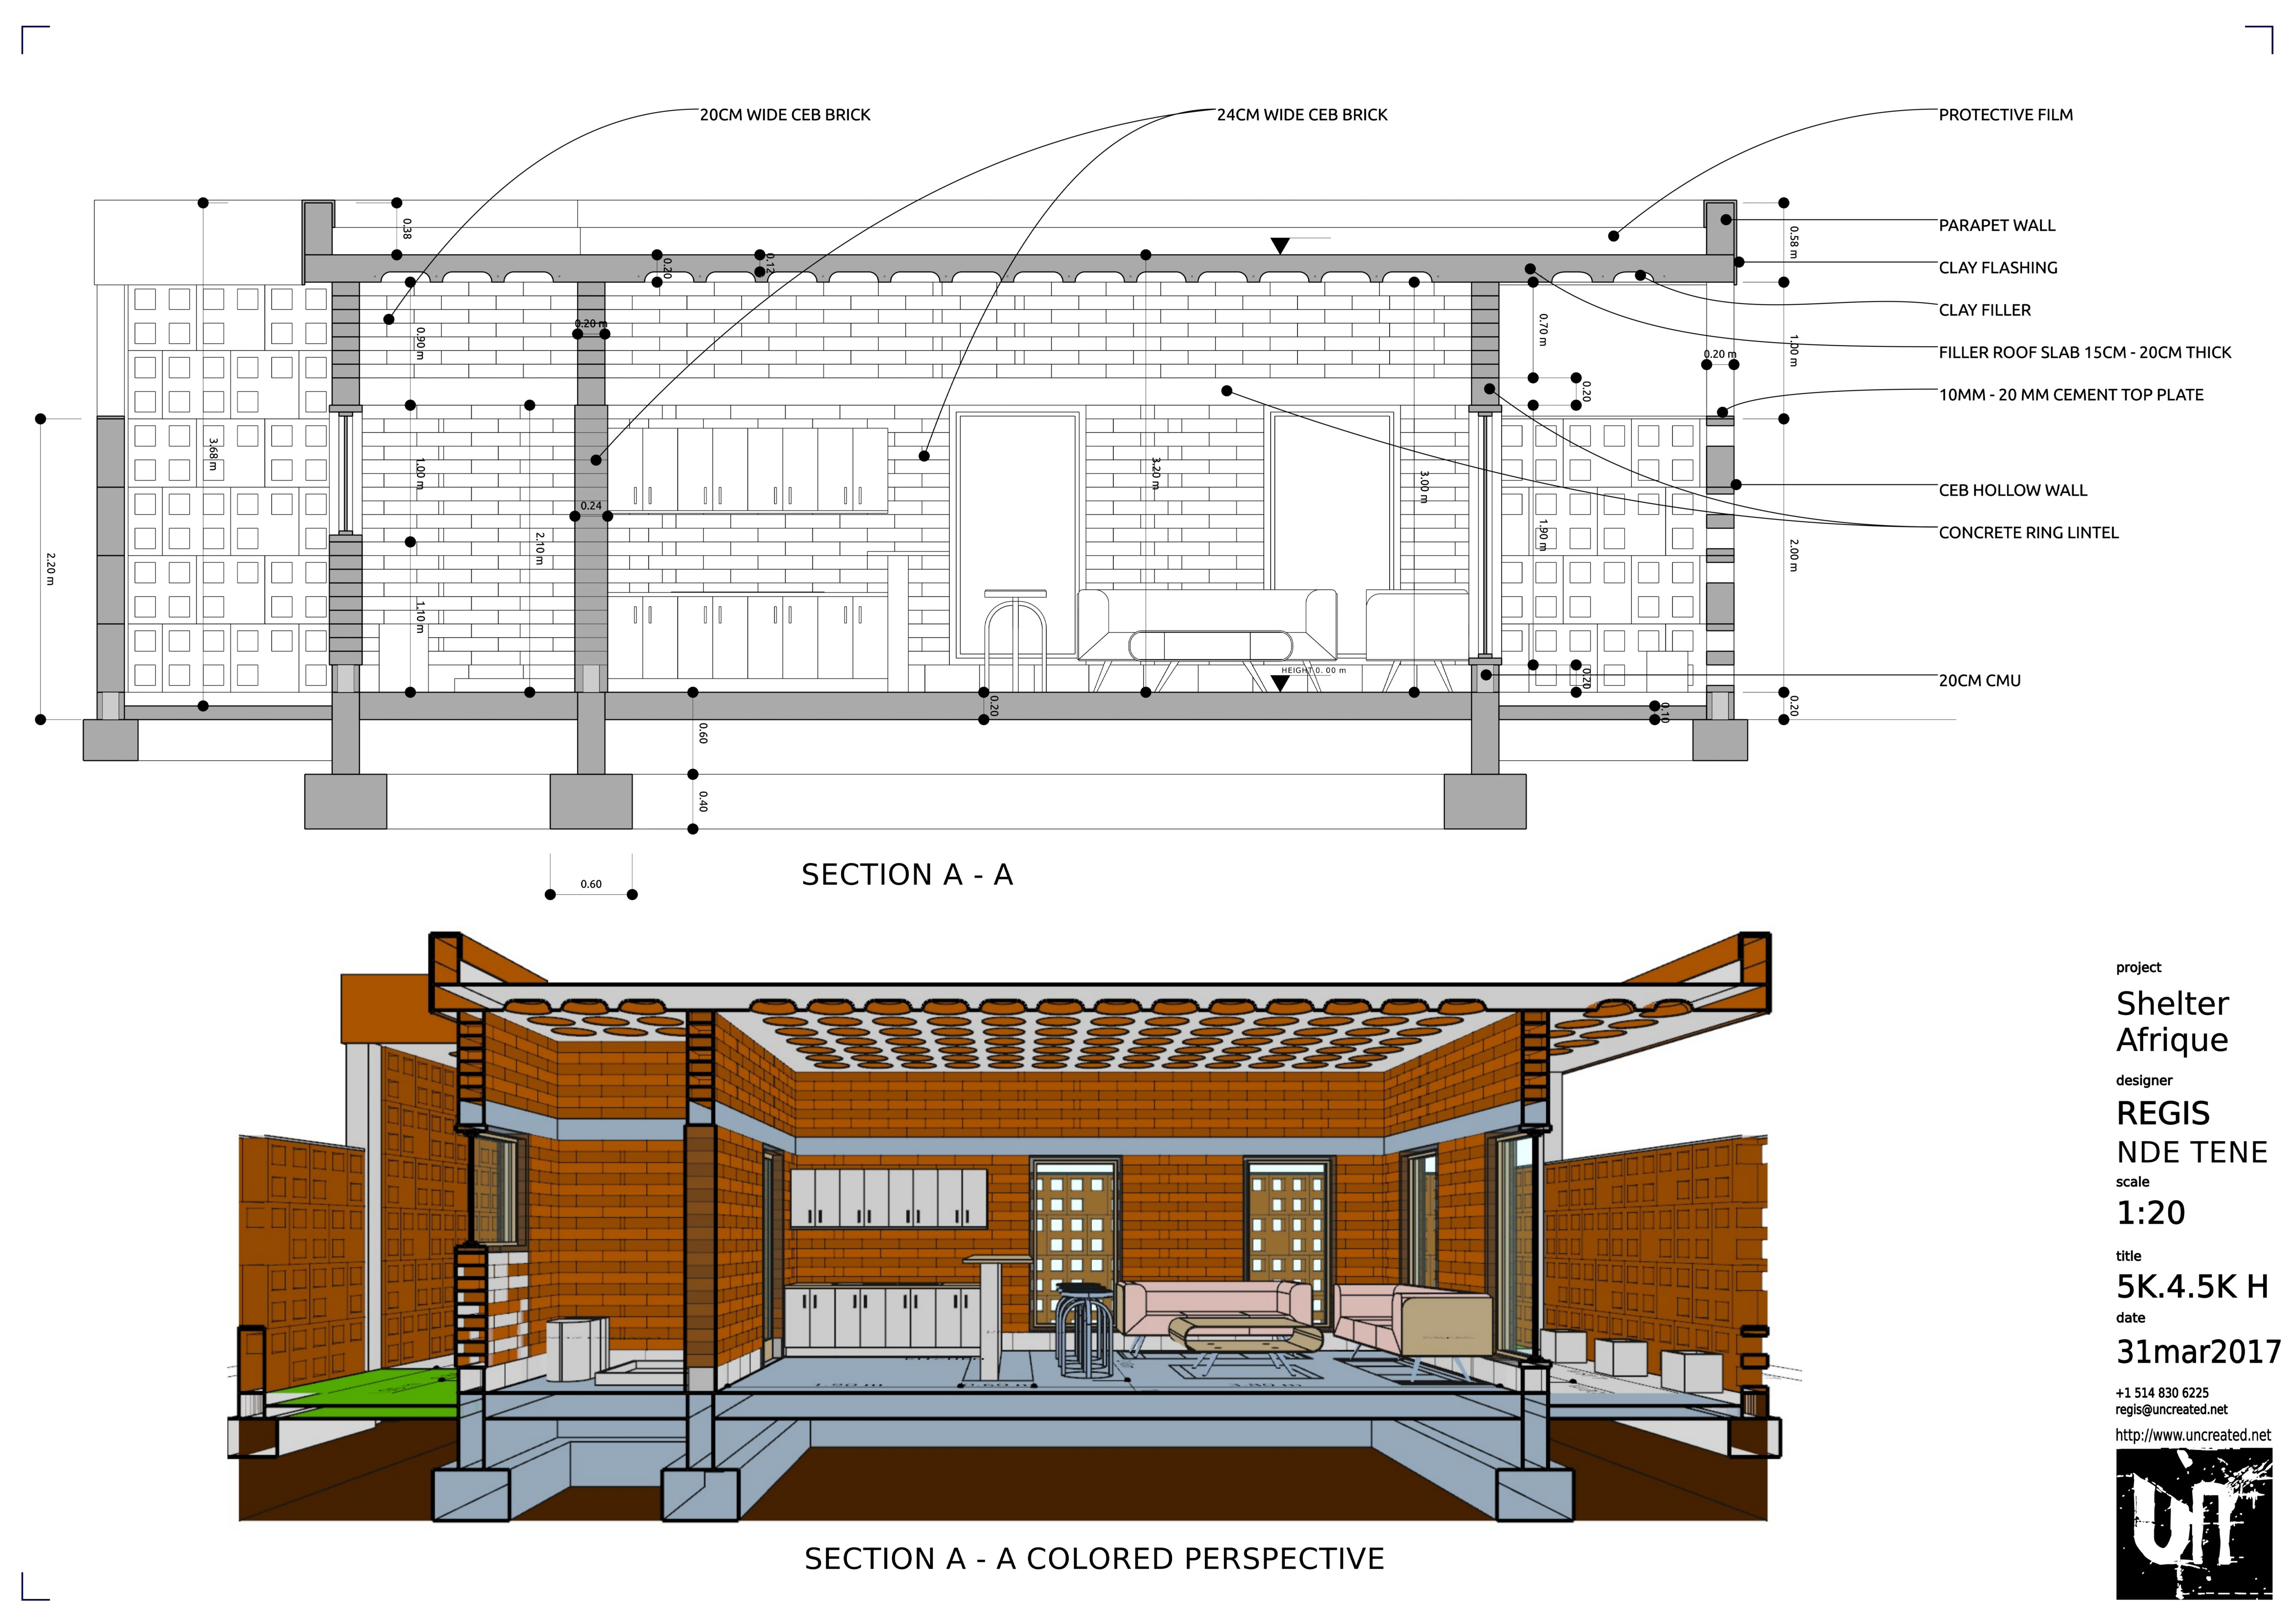 20CM WIDE CEB BRICK
24CM WIDE CEB BRICK
PROTECTIVE FILM
PARAPET WALL
CLAY FLASHING
CLAY FILLER
FILLER ROOF SLAB 15CM - 20CM THICK
10MM - 20 MM CEMENT TOP PLATE
CEB HOLLOW WALL
CONCRETE RING LINTEL
20CM CMU
0.38
0.20
0.12
0.58 m
0.90 m
0.20 m
0.70 m
1.00 m
0.20 m
0.20
3.68 m
1.00 m
3.20 m
3.00 m
0.24
2.10 m
1.90 m
2.20 m
2.00 m
1.10 m
HEIGHT 0. 00 m
0.20
0.20
0.10
0.20
0.60
0.40
0.60
SECTION A - A
SECTION A - A COLORED PERSPECTIVE
project
Shelter
Afrique
designer
REGIS
NDE TENE
scale
1:20
title
5K.4.5K H
date
31mar2017
+1 514 830 6225
regis@uncreated.net
http://www.uncreated.net
un